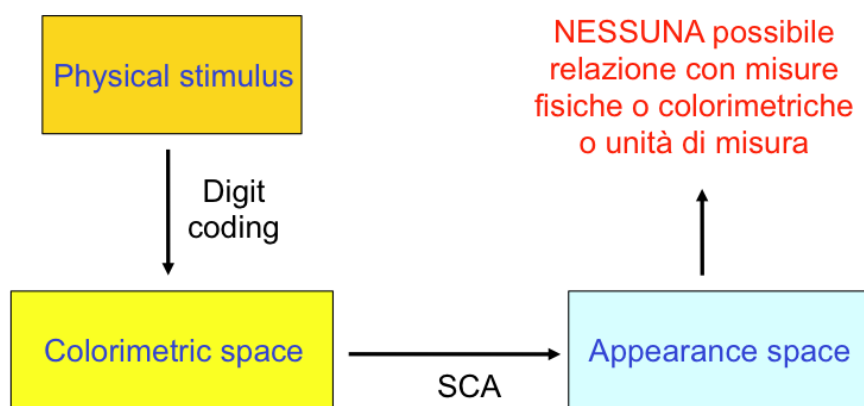 Physical stimulus
NESSUNA possibile
relazione con misure
fisiche o colorimetriche
o unità di misura
Digit
coding
Colorimetric space
SCA
Appearance space